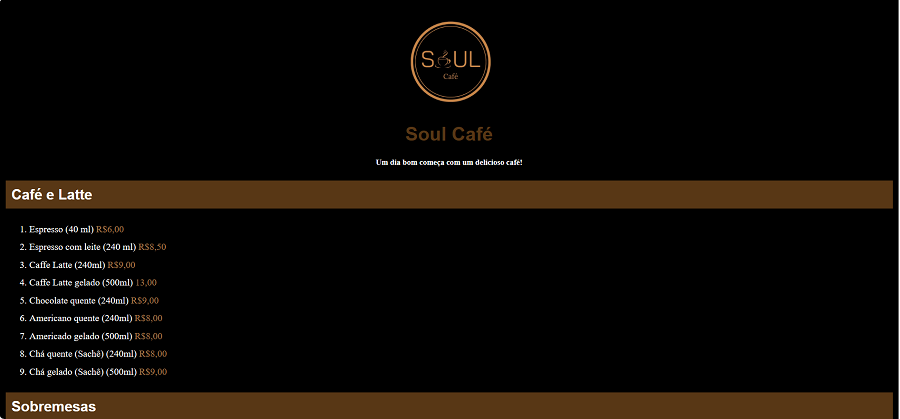 SOUL
Café
Soul Café
Um dia bom começa com um delicioso café!
Café e Latte
1. Espresso (40 ml) R$6,00
2. Espresso com leite (240 ml) R$8,50
3. Caffe Latte (240ml) R$9,00
4. Caffe Latte gelado (500ml) 13,00
5. Chocolate quente (240ml) R$9,00
6. Americano quente (240ml) R$8,00
7. Americado gelado (500ml) R$8,00
8. Chá quente (Sachê) (240ml) R$8,00
9. Chá gelado (Sachê) (500ml) R$9,00
Sobremesas